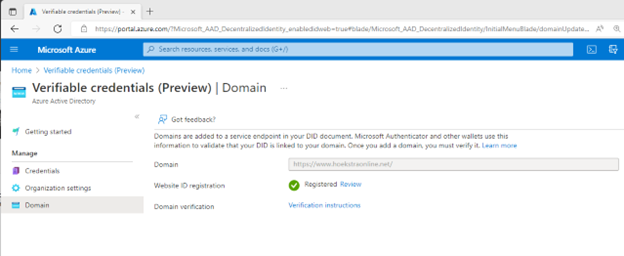 Microsoft Azure
https://portal.azure.com/?Microsoft_AAD_DecentralizedIdentity_enabledidweb=true#blade/Microsoft_AAD_DecentralizedIdentity/InitialMenuBlade/domainUpdate...
Microsoft Azure
Search resources, services, and docs (G+/)
Home > Verifiable credentials (Preview)
Verifiable credentials (Preview) | Domain ...
Azure Active Directory
«
Getting started
Manage
Credentials
Organization settings
Domain
Got feedback?
Domains are added to a service endpoint in your DID document. Microsoft Authenticator and other wallets use this
information to validate that your DID is linked to your domain. Once you add a domain, you must verify it. Learn more
Domain
https://www.hoekstraonline.net/
Website ID registration
Registered Review
Domain verification
Verification instructions